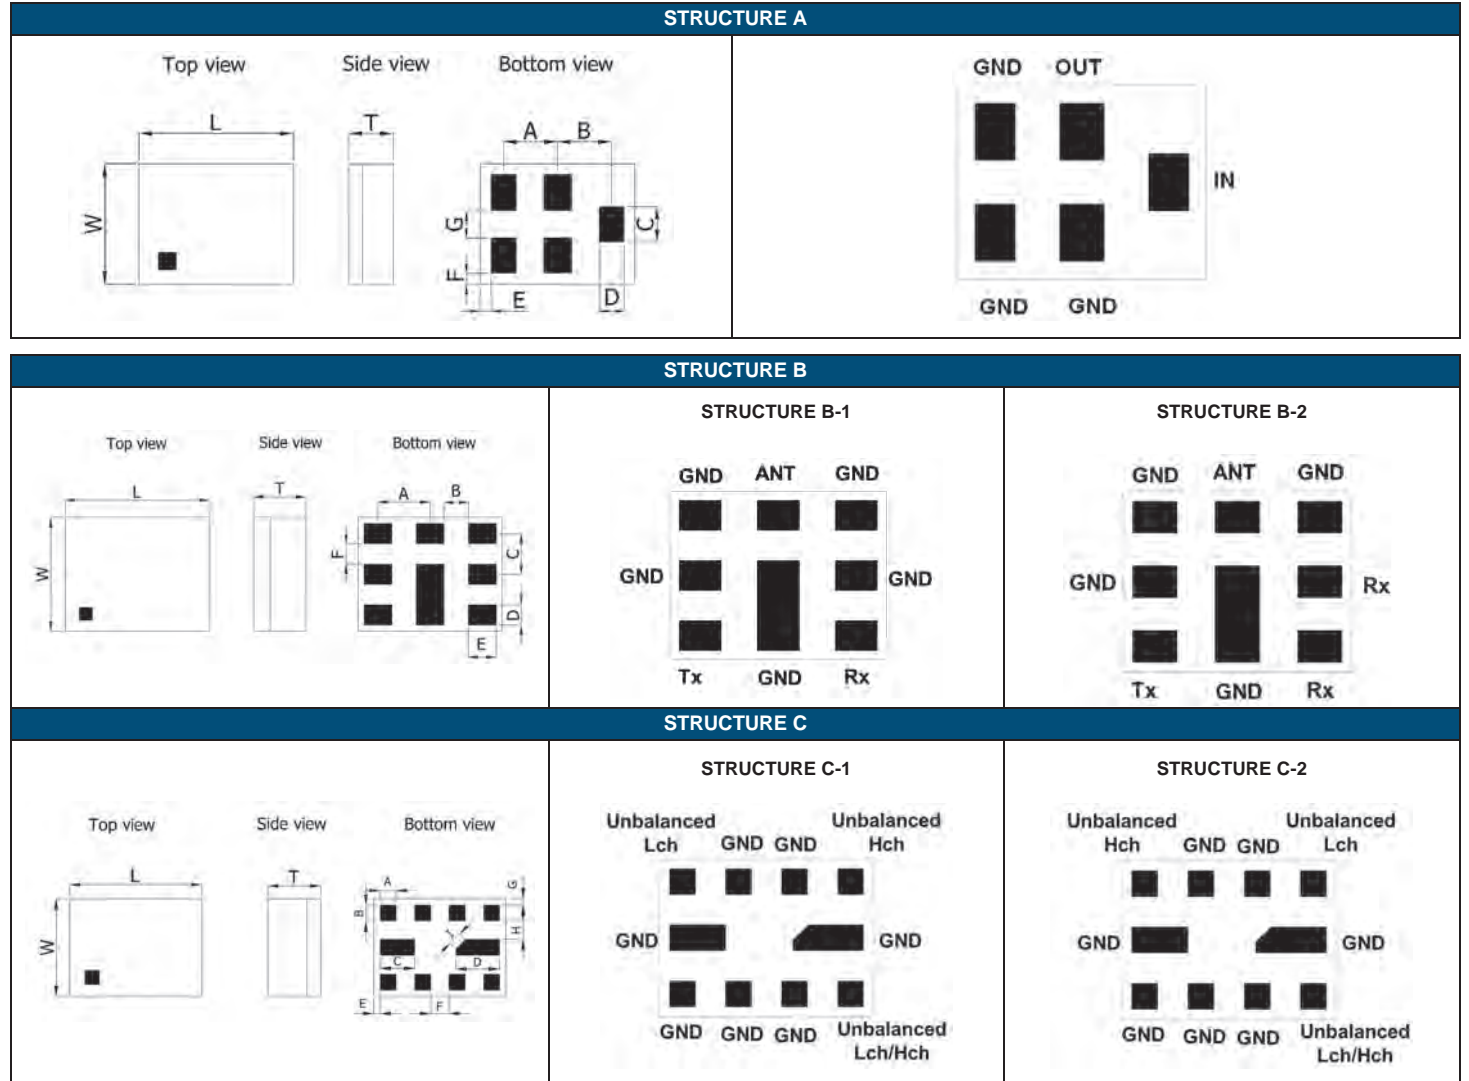 STRUCTURE A
Top view
Side view
Bottom view
L
T
W
A
B
G
C
F
E
D
GND OUT
IN
GND GND
STRUCTURE B
Top view
Side view
Bottom view
L
T
W
A
B
F
C
D
E
STRUCTURE B-1
GND ANT GND
GND
GND
Tx GND Rx
STRUCTURE B-2
GND ANT GND
GND
Rx
Tx GND Rx
STRUCTURE C
Top view
Side view
Bottom view
L
T
W
A
G
B
H
C
D
E
F
STRUCTURE C-1
Unbalanced Unbalanced
Lch GND GND Hch
GND
GND
GND GND GND Unbalanced
Lch/Hch
STRUCTURE C-2
Unbalanced Unbalanced
Hch GND GND Lch
GND
GND
GND GND GND Unbalanced
Lch/Hch